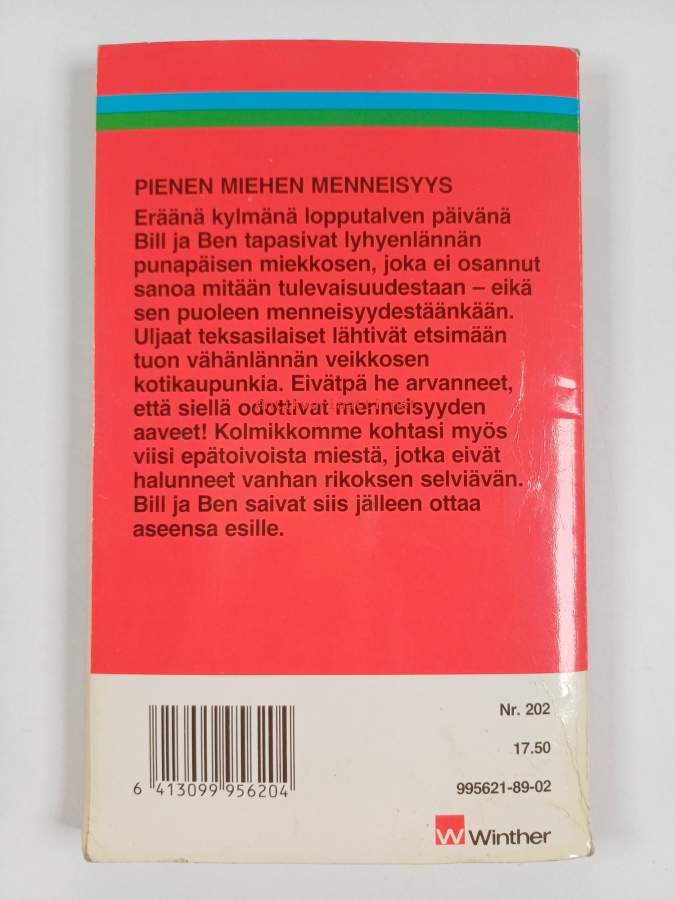 PIENEN MIEHEN MENNEISYYS
Eräänä kylmänä lopputalven päivänä
Bill ja Ben tapasivat lyhyenlännän
punapäisen miekkosen, joka ei osannut
sanoa mitään tulevaisuudestaan – eikä
sen puoleen menneisyydestäänkään.
Uljaat teksasilaiset lähtivät etsimään
tuon vähänlännän veikkosen
kotikaupunkia. Eivätpä he arvanneet,
että siellä odottivat menneisyyden
aaveet! Kolmikkomme kohtasi myös
viisi epätoivoista miestä, jotka eivät
halunneet vanhan rikoksen selviävän.
Bill ja Ben saivat siis jälleen ottaa
aseensa esille.
Nr. 202
17.50
995621-89-02
6 413099 956204
W Winther